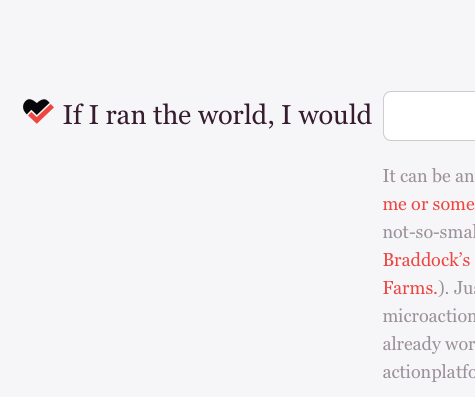 If I ran the world, I would
It can be an
me or some
not-so-smal
Braddock’s
Farms.). Ju
microaction
already wor
actionplatfo